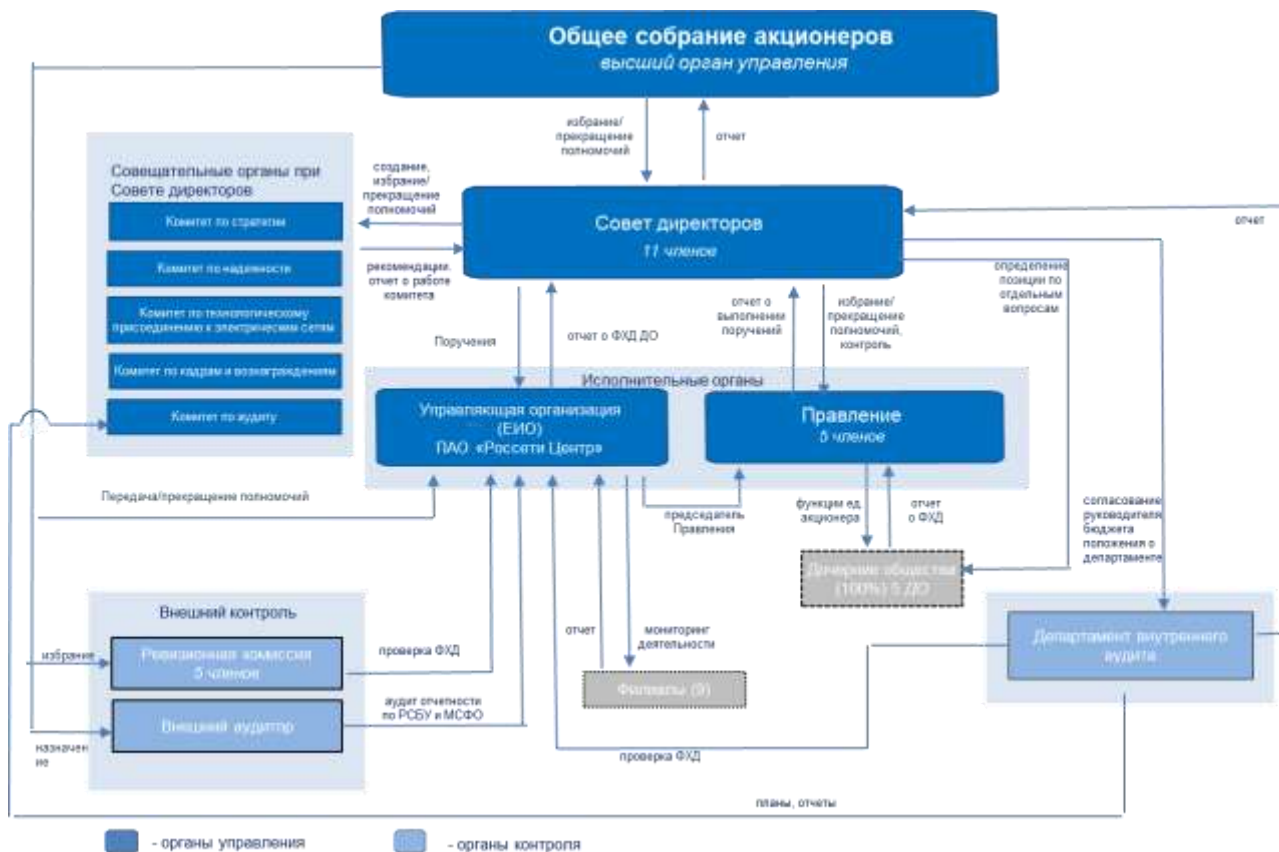 Общее собрание акционеров
высший орган управления
избрание/
прекращение
полномочий
отчет
Совещательные органы при
Совете директоров
Комитет по стратегии
Комитет по надежности
Комитет по технологическому
присоединению к электрическим сетям
Комитет по кадрам и вознаграждениям
Комитет по аудиту
создание,
избрание/
прекращение
полномочий
рекомендации.
отчет о работе
комитета
Совет директоров
11 членов
отчет
определение
позиции по
отдельным
вопросам
Поручения
отчет о ФХД ДО
отчет о
выполнении
поручений
избрание/
прекращение
полномочий,
контроль
Исполнительные органы
Управляющая организация
(ЕИО)
ПАО «Россети Центр»
Правление
5 членов
Передача/прекращение полномочий
председатель
Правления
функции ед.
акционера
отчет
о ФХД
согласование
руководителя
бюджета
положения о
департаменте
Дочерние общества
(100%) 5 ДО
Внешний контроль
избрание
Ревизионная комиссия
5 членов
проверка ФХД
Внешний аудитор
аудит отчетности
по РСБУ и МСФО
назначен
ие
отчет
мониторинг
деятельности
Филиалы (9)
Департамент внутреннего
аудита
проверка ФХД
планы, отчеты
- органы управления
- органы контроля